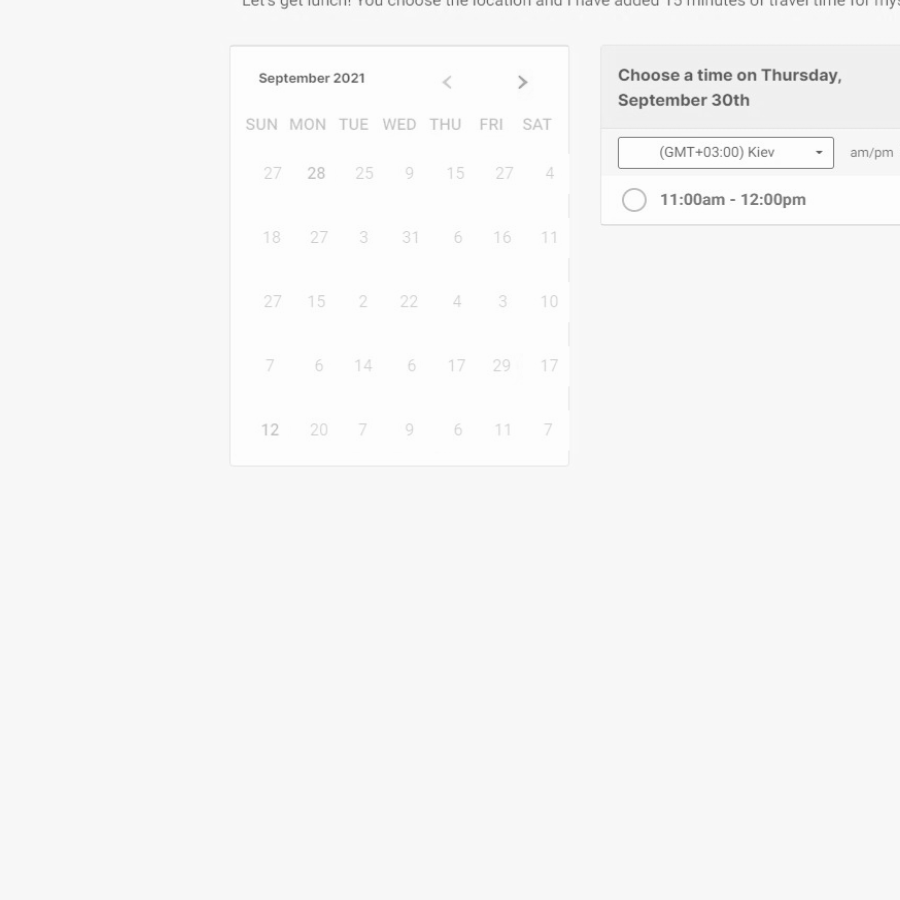 Let's get lunch! You choose the location and I have added 15 minutes of travel time for
September 2021
SUN MON TUE WED THU FRI SAT
27 28 25 9 15 27 4
18 27 3 31 6 16 11
27 15 2 22 4 3 10
7 6 14 6 17 29 17
12 20 7 9 6 11 7
Choose a time on Thursday,
September 30th
(GMT+03:00) Kiev am/pm
11:00am - 12:00pm